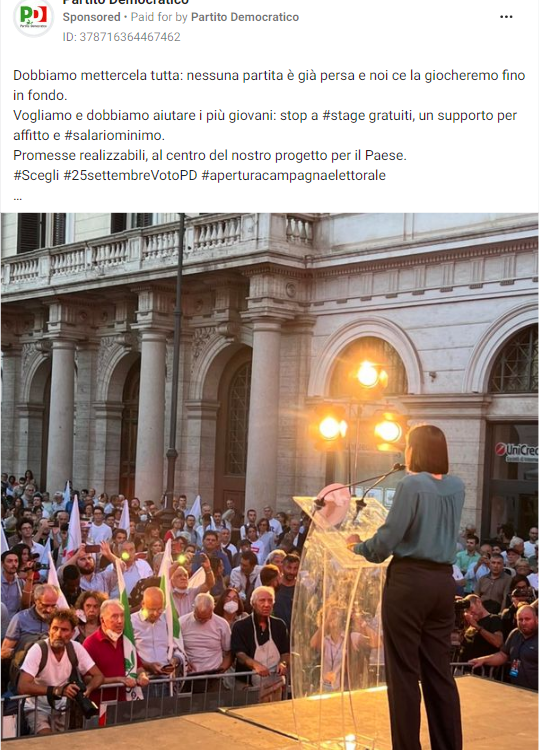 Partito Democratico
PD
Sponsored • Paid for by Partito Democratico
ID: 378716364467462
Dobbiamo mettercela tutta: nessuna partita è già persa e noi ce la giocheremo fino
in fondo.
Vogliamo e dobbiamo aiutare i più giovani: stop a #stage gratuiti, un supporto per
affitto e #salariominimo.
Promesse realizzabili, al centro del nostro progetto per il Paese.
#Scegli #25settembreVotoPD #aperturacampagnaelettorale
...
UniCred